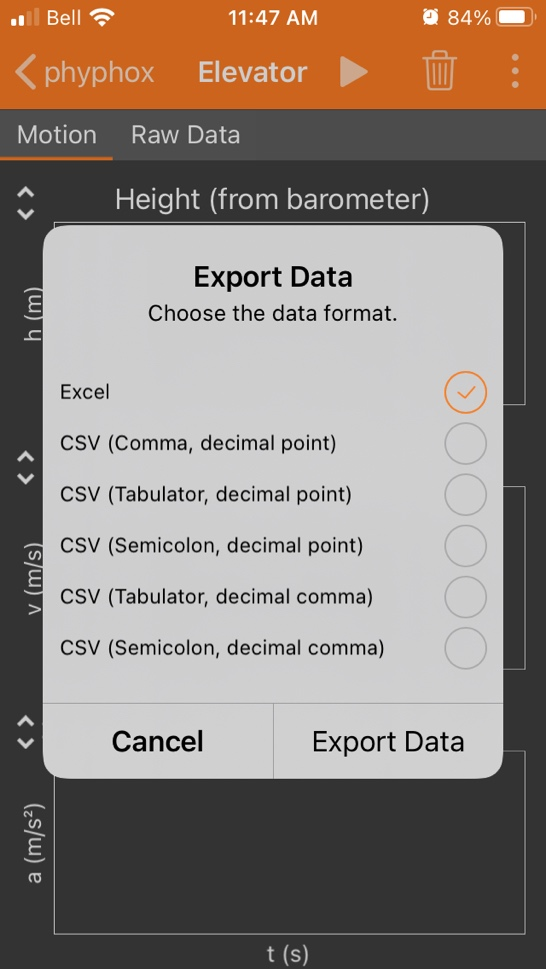 Bell 11:47 AM 84%
phyphox Elevator
Motion Raw Data
Height (from barometer)
h (m)
Export Data
Choose the data format.
Excel
CSV (Comma, decimal point)
CSV (Tabulator, decimal point)
CSV (Semicolon, decimal point)
v (m/s)
CSV (Tabulator, decimal comma)
CSV (Semicolon, decimal comma)
Cancel Export Data
a (m/s²)
t (s)